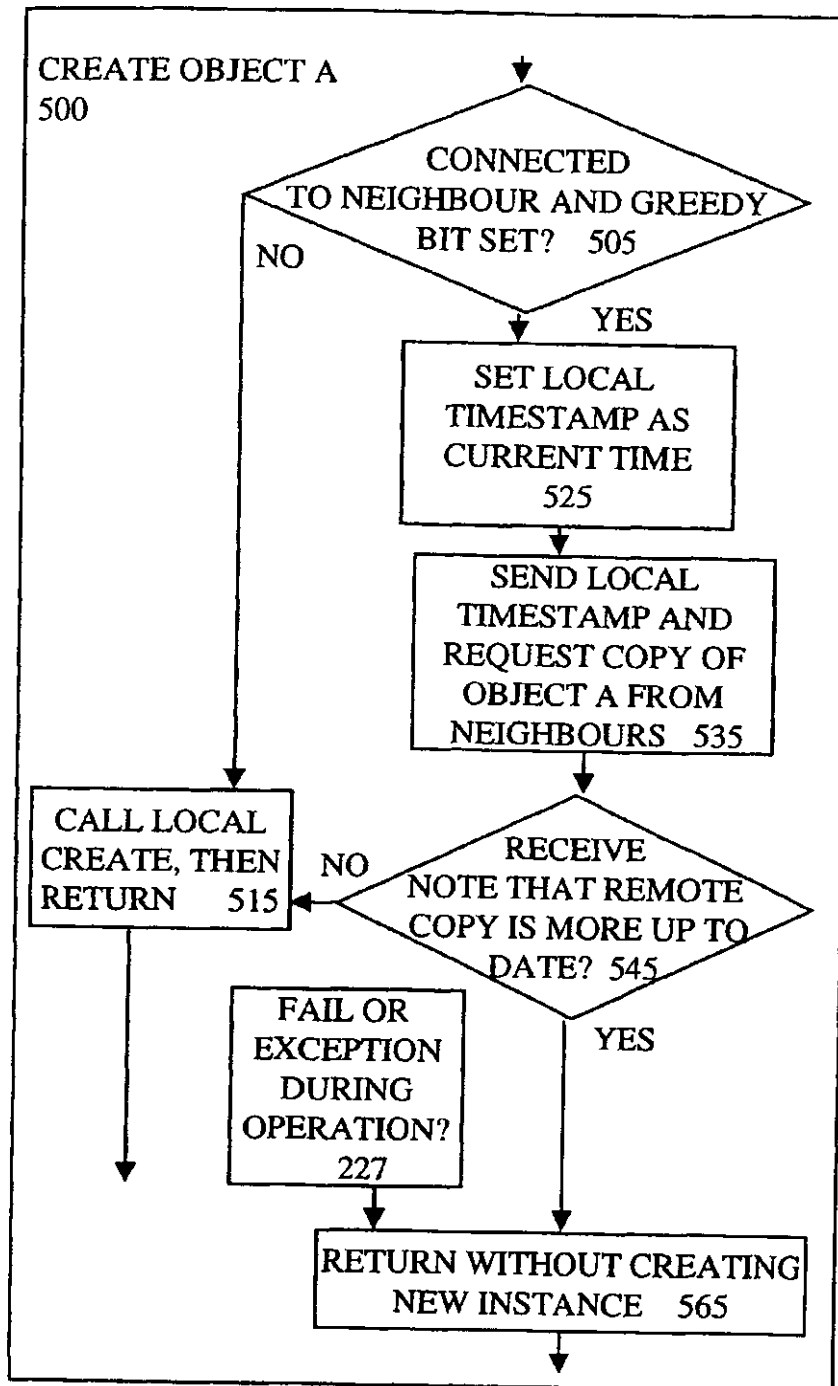 CREATE OBJECT A
500
CONNECTED
TO NEIGHBOUR AND GREEDY
BIT SET? 505
NO
YES
SET LOCAL
TIMESTAMP AS
CURRENT TIME
525
SEND LOCAL
TIMESTAMP AND
REQUEST COPY OF
OBJECT A FROM
NEIGHBOURS 535
CALL LOCAL
CREATE, THEN
RETURN 515
NO
RECEIVE
NOTE THAT REMOTE
COPY IS MORE UP TO
DATE? 545
YES
FAIL OR
EXCEPTION
DURING
OPERATION?
227
RETURN WITHOUT CREATING
NEW INSTANCE 565